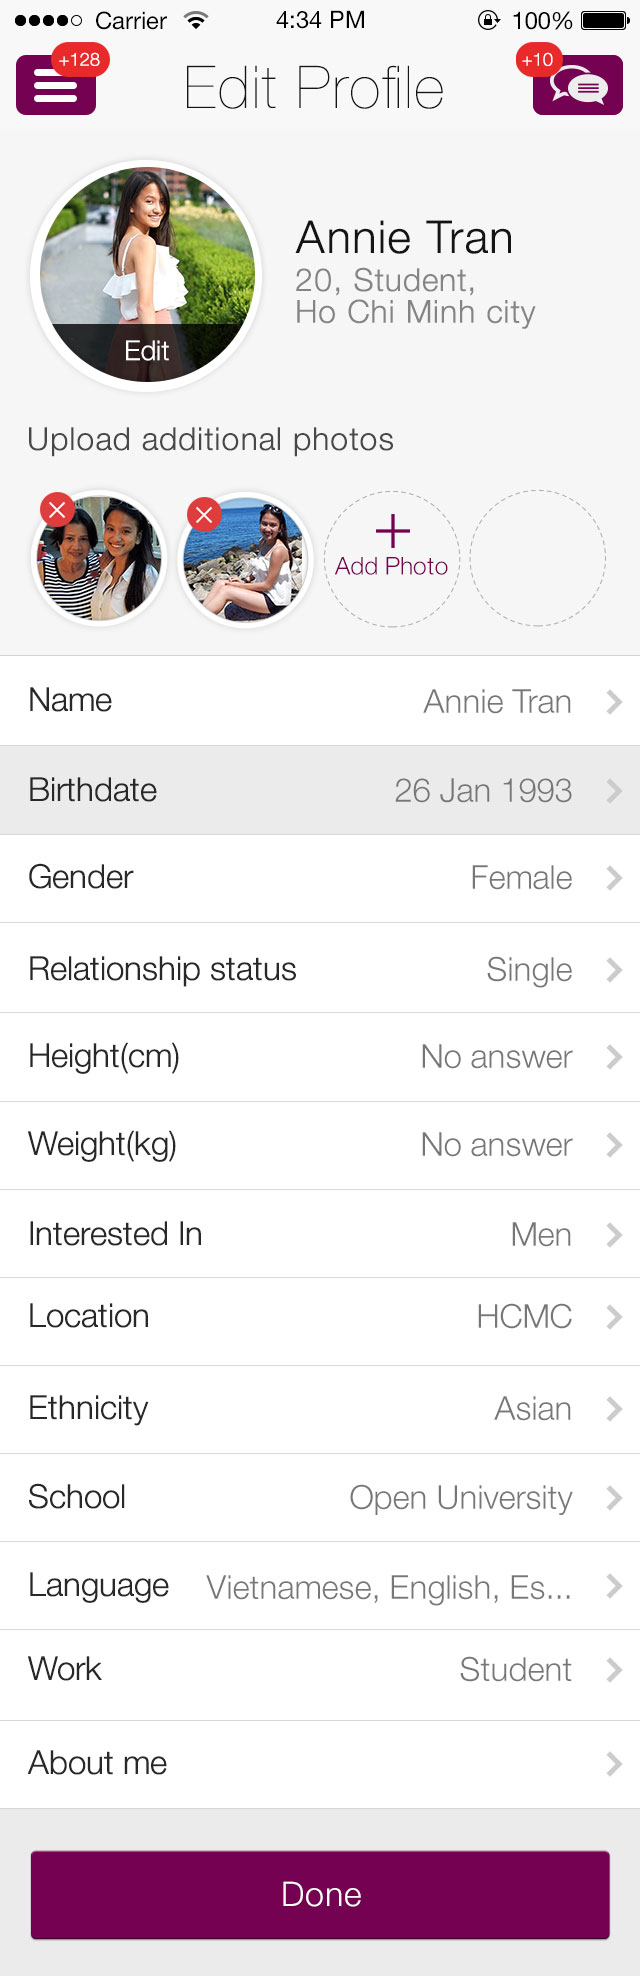 Carrier 4:34 PM 100%
+128
+10
Edit Profile
Annie Tran
20, Student,
Ho Chi Minh city
Edit
Upload additional photos
Add Photo
Name Annie Tran
Birthdate 26 Jan 1993
Gender Female
Relationship status Single
Height(cm) No answer
Weight(kg) No answer
Interested In Men
Location HCMC
Ethnicity Asian
School Open University
Language Vietnamese, English, Es...
Work Student
About me
Done